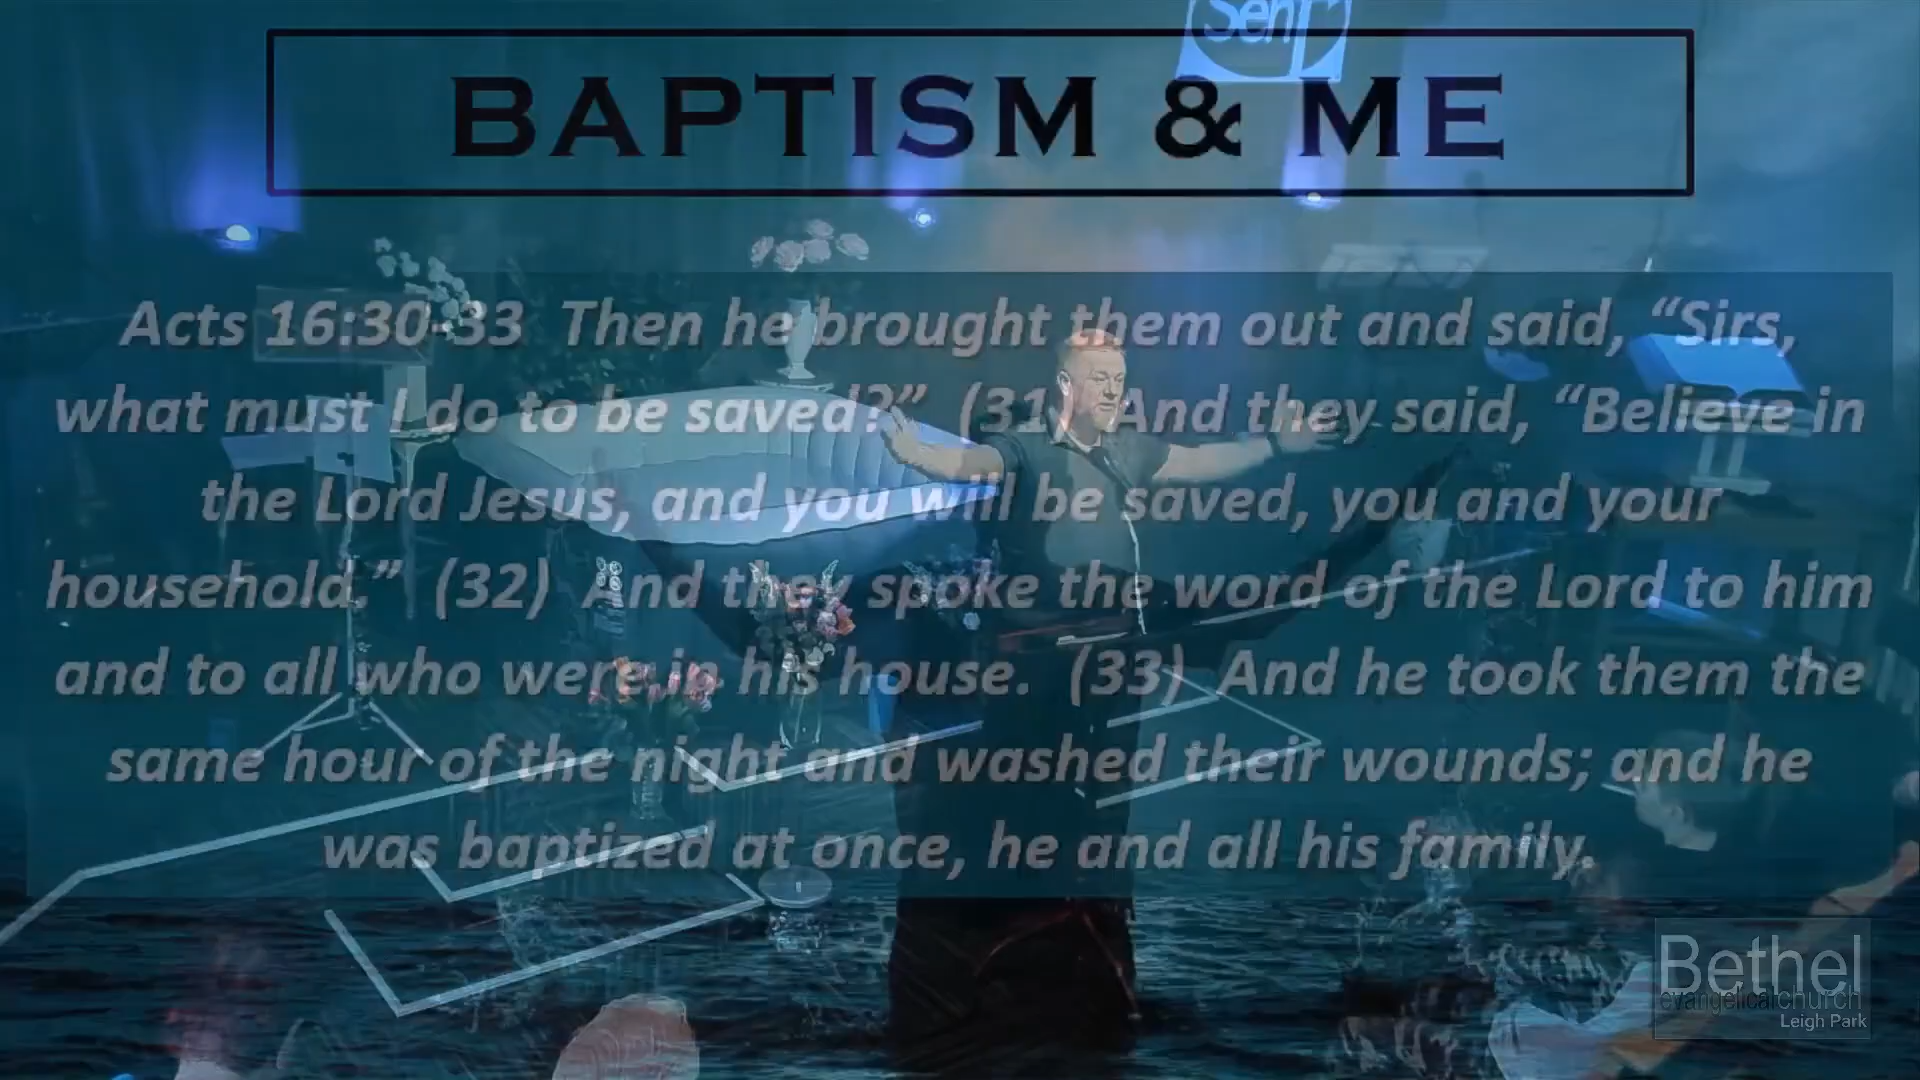 Sent
BAPTISM & ME
Acts 16:30-33 Then he brought them out and said, “Sirs,
what must I do to be saved?” (31) And they said, “Believe in
the Lord Jesus, and you will be saved, you and your
household.” (32) And they spoke the word of the Lord to him
and to all who were in his house. (33) And he took them the
same hour of the night and washed their wounds; and he
was baptized at once, he and all his family.
Bethel
evangelicalchurch
Leigh Park